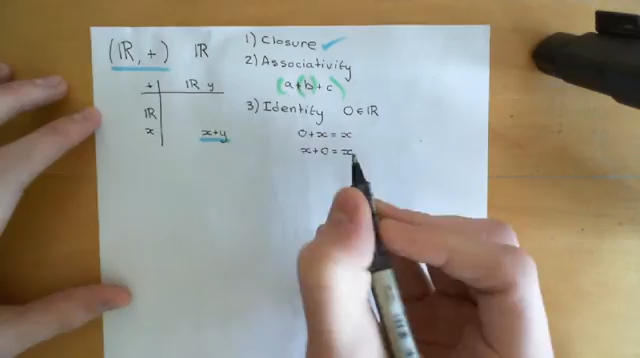 (ℝ, +) ℝ
+ ℝ y
ℝ
x x+y
1) Closure ✓
2) Associativity
(a+(b)+c)
3) Identity 0∈ℝ
0+x=x
x+0=x